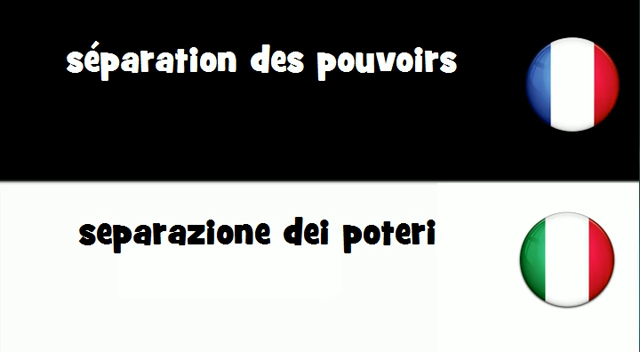 séparation des pouvoirs
separazione dei poteri